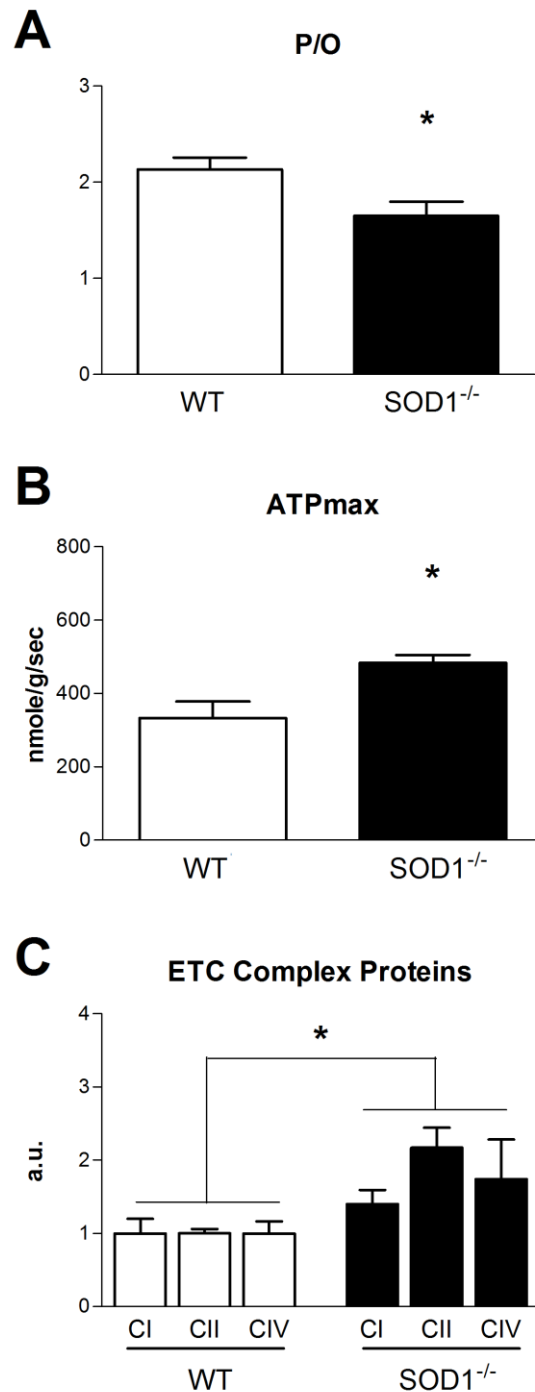 A
P/O
3
*
2
1
0
WT
SOD1-/-
B
ATPmax
800
*
600
nmole/g/sec
400
200
0
WT
SOD1-/-
C
ETC Complex Proteins
4
*
3
a.u.
2
1
0
CI CII CIV CI CII CIV
WT SOD1-/-